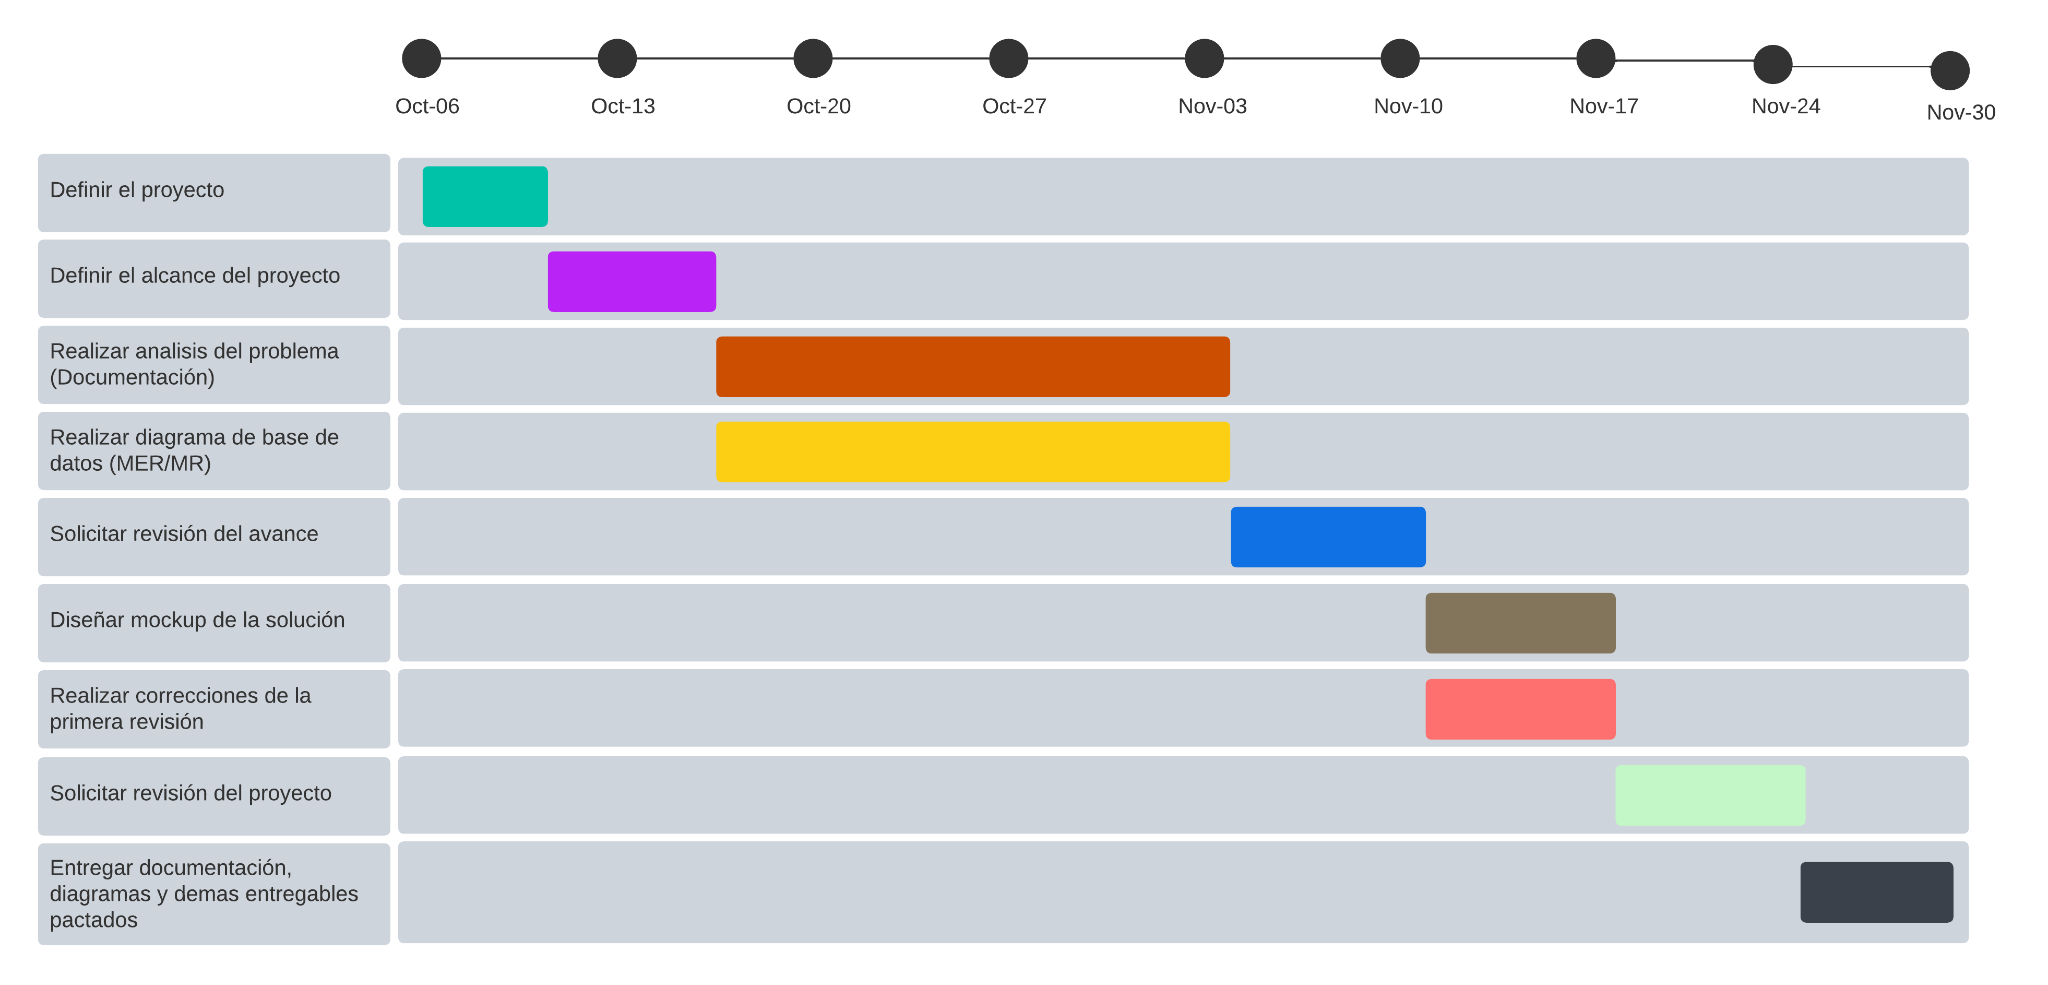 Oct-06
Oct-13
Oct-20
Oct-27
Nov-03
Nov-10
Nov-17
Nov-24
Nov-30
Definir el proyecto
Definir el alcance del proyecto
Realizar analisis del problema
(Documentación)
Realizar diagrama de base de
datos (MER/MR)
Solicitar revisión del avance
Diseñar mockup de la solución
Realizar correcciones de la
primera revisión
Solicitar revisión del proyecto
Entregar documentación,
diagramas y demas entregables
pactados